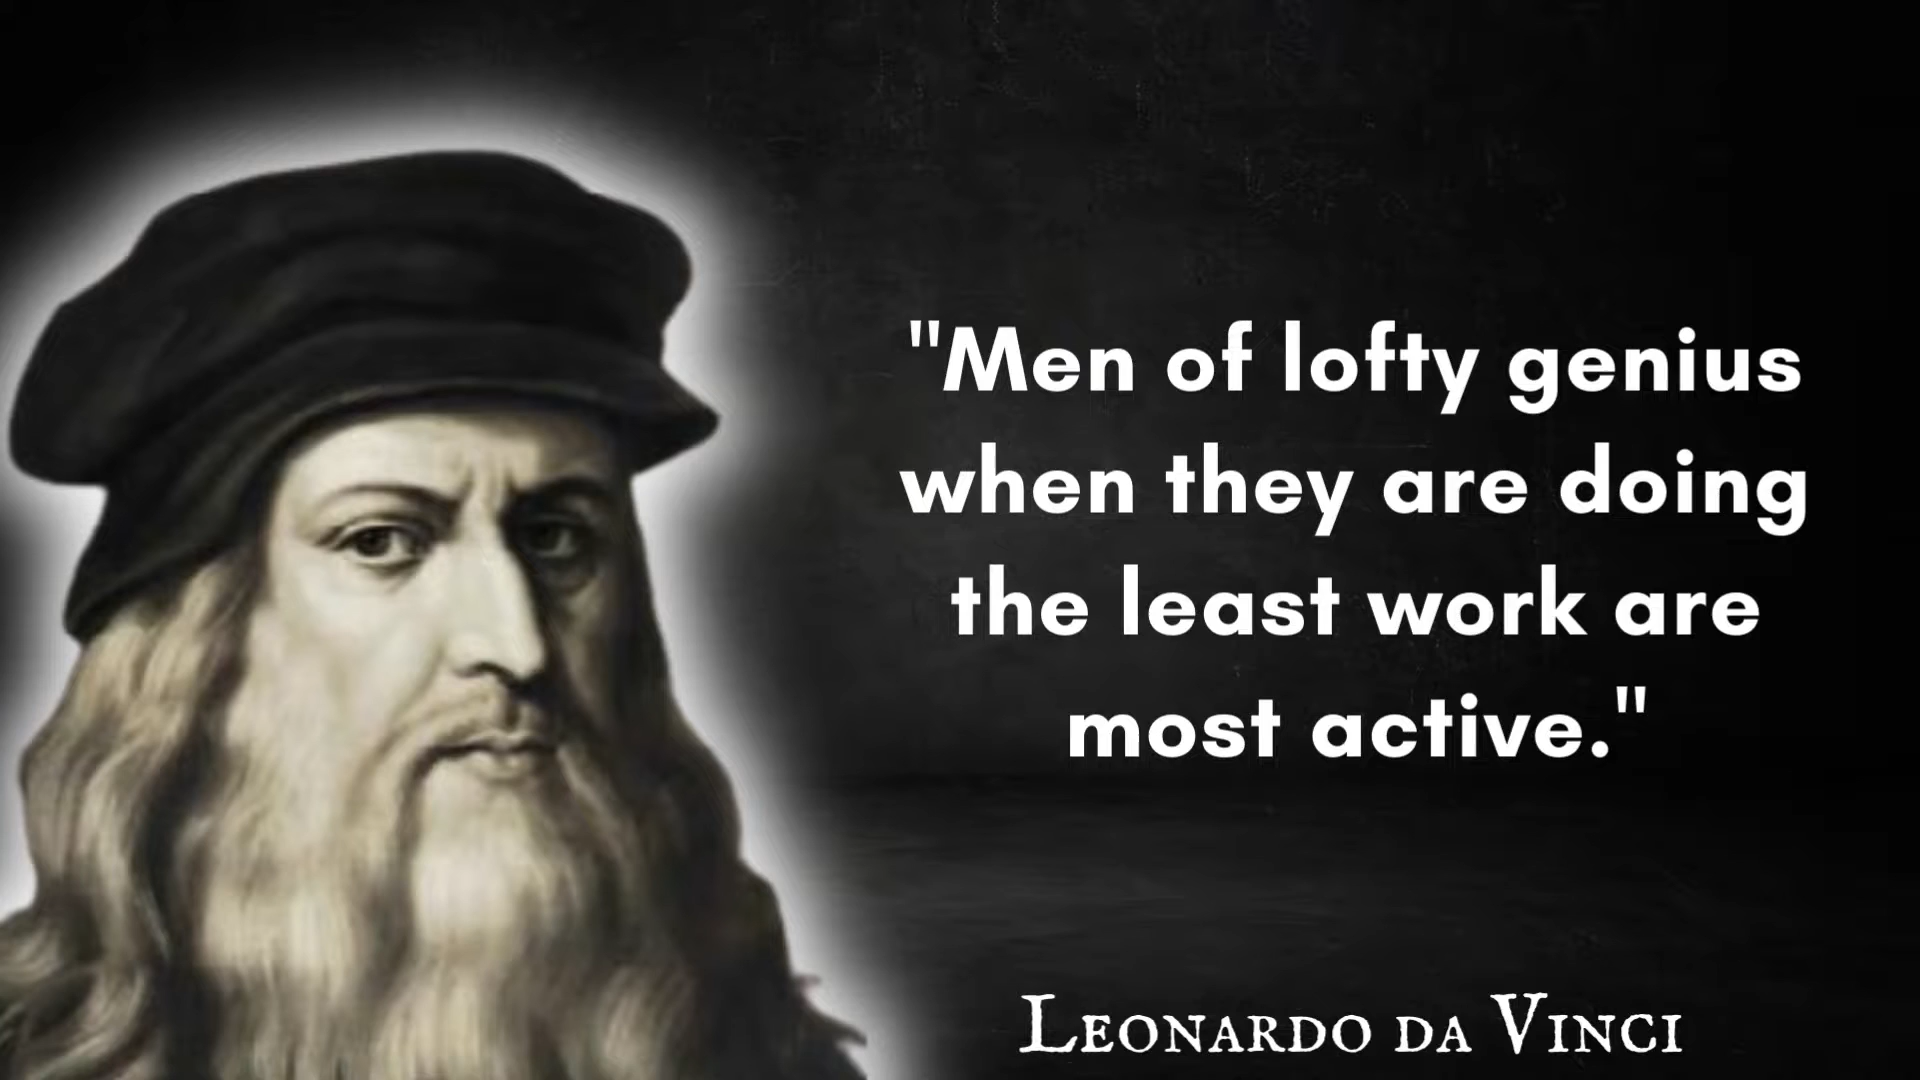 "Men of lofty genius
when they are doing
the least work are
most active."
Leonardo da Vinci